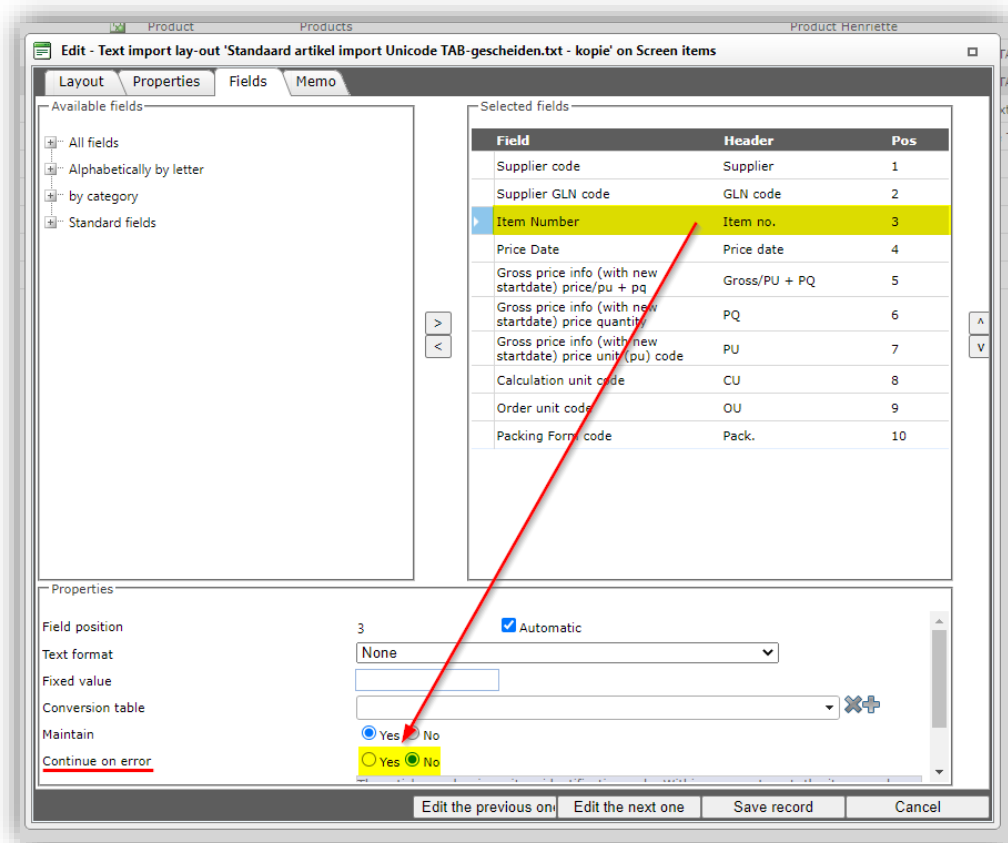 Product Products Product Henriette
Edit - Text import lay-out 'Standaard artikel import Unicode TAB-gescheiden.txt - kopie' on Screen items
Layout Properties Fields Memo
Available fields
All fields
Alphabetically by letter
by category
Standard fields
>
<
Selected fields
Field Header Pos
Supplier code Supplier 1
Supplier GLN code GLN code 2
Item Number Item no. 3
Price Date Price date 4
Gross price info (with new
startdate) price/pu + pq Gross/PU + PQ 5
Gross price info (with new
startdate) price quantity PQ 6
Gross price info (with new
startdate) price unit (pu) code PU 7
Calculation unit code CU 8
Order unit code OU 9
Packing Form code Pack. 10
^
v
Properties
Field position 3 Automatic
Text format None
Fixed value
Conversion table
Maintain Yes No
Continue on error Yes No
Edit the previous one Edit the next one Save record Cancel